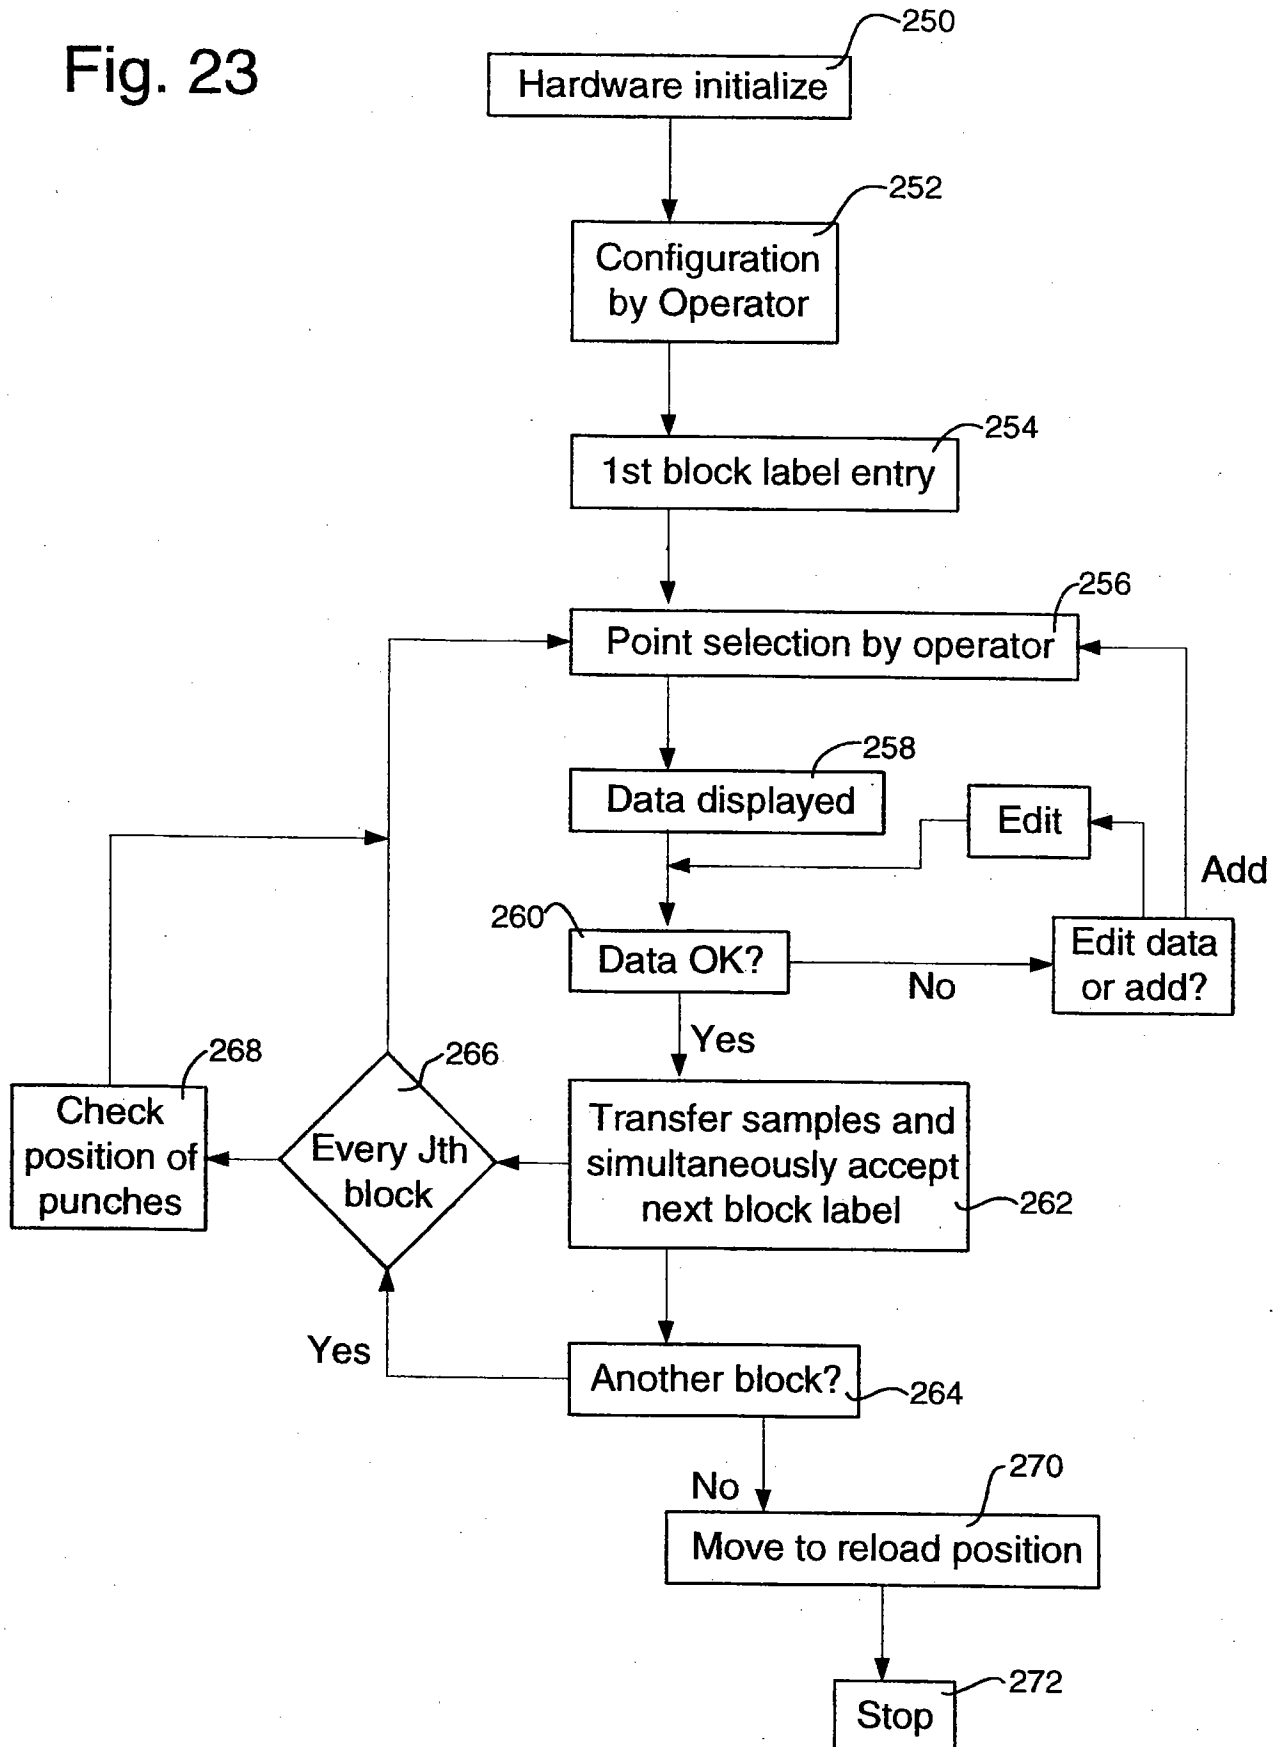 Fig. 23
250
Hardware initialize
252
Configuration
by Operator
254
1st block label entry
256
Point selection by operator
258
Data displayed
Edit
Add
260
Data OK?
No
Edit data
or add?
Yes
268
266
Check
position of
punches
Every Jth
block
Transfer samples and
simultaneously accept
next block label
262
Yes
Another block?
264
No
270
Move to reload position
272
Stop